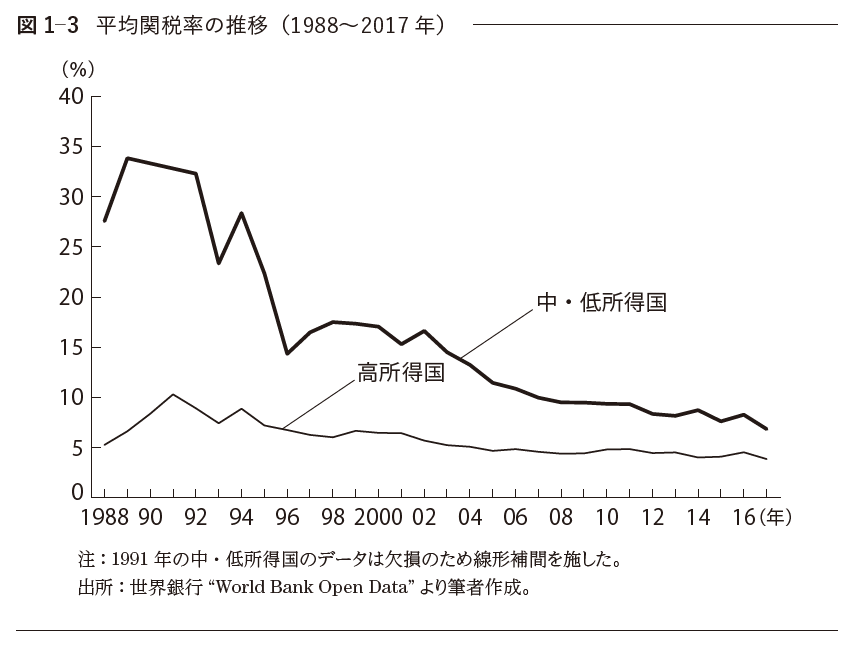 図 1–3 平均関税率の推移（1988〜2017 年）
（%）
40
35
30
25
20
15
10
5
0
中・低所得国
高所得国
1988 90 92 94 96 98 2000 02 04 06 08 10 12 14 16（年）
注：1991 年の中・低所得国のデータは欠損のため線形補間を施した。
出所：世界銀行 “World Bank Open Data” より筆者作成。